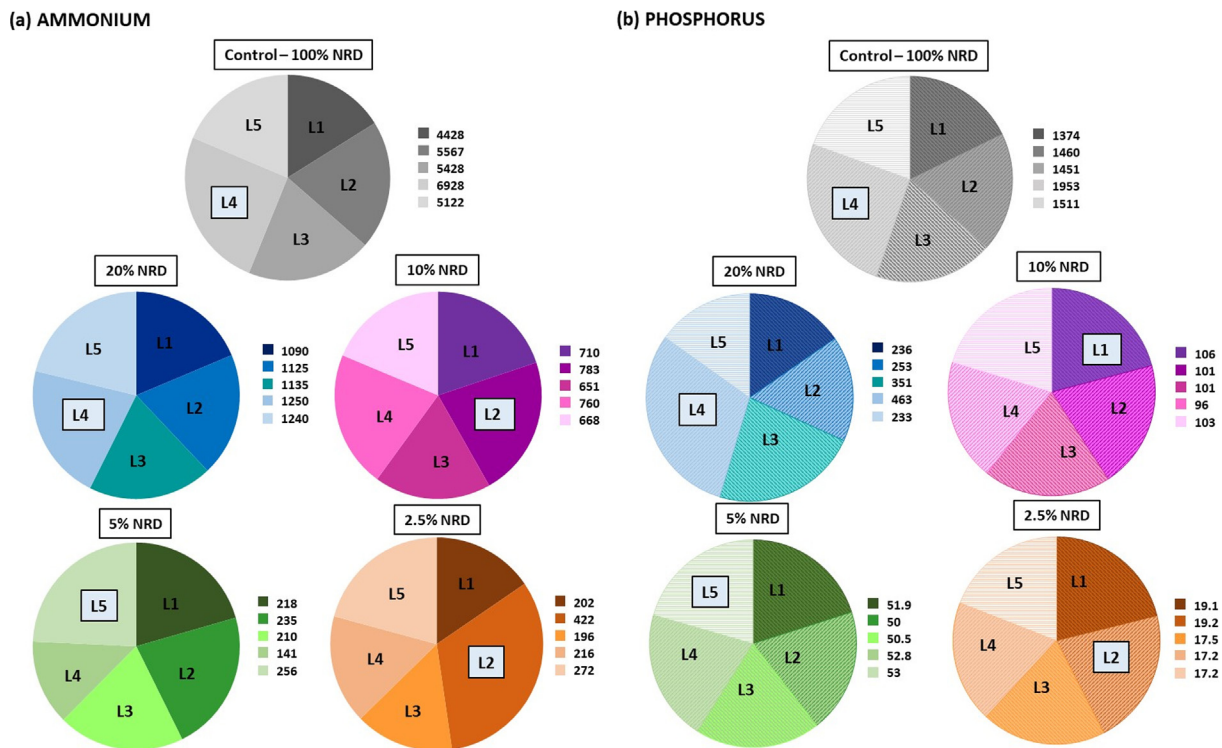 (a) AMMONIUM
Control – 100% NRD
L1
L2
L3
L4
L5
4428
5567
5428
6928
5122
20% NRD
L1
L2
L3
L4
L5
1090
1125
1135
1250
1240
10% NRD
L1
L2
L3
L4
L5
710
783
651
760
668
5% NRD
L1
L2
L3
L4
L5
218
235
210
141
256
2.5% NRD
L1
L2
L3
L4
L5
202
422
196
216
272
(b) PHOSPHORUS
Control – 100% NRD
L1
L2
L3
L4
L5
1374
1460
1451
1953
1511
20% NRD
L1
L2
L3
L4
L5
236
253
351
463
233
10% NRD
L1
L2
L3
L4
L5
106
101
101
96
103
5% NRD
L1
L2
L3
L4
L5
51.9
50
50.5
52.8
53
2.5% NRD
L1
L2
L3
L4
L5
19.1
19.2
17.5
17.2
17.2